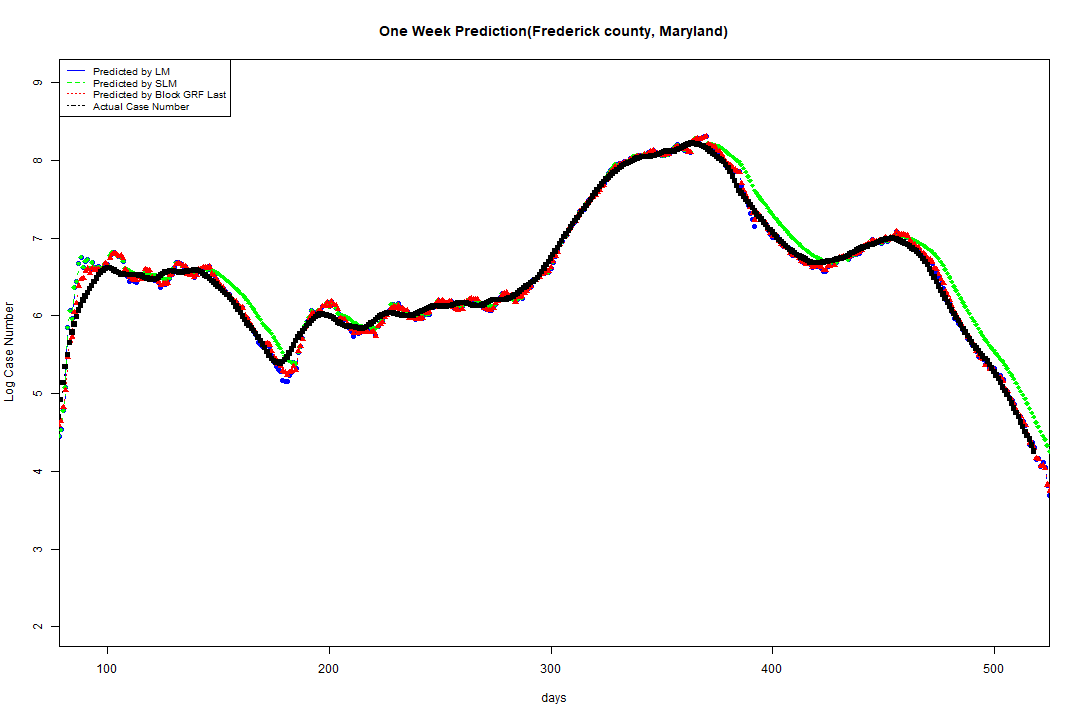 One Week Prediction(Frederick county, Maryland)
Predicted by LM
Predicted by SLM
Predicted by Block GRF Last
Actual Case Number
9
8
7
6
5
4
3
2
Log Case Number
100 200 300 400 500
days